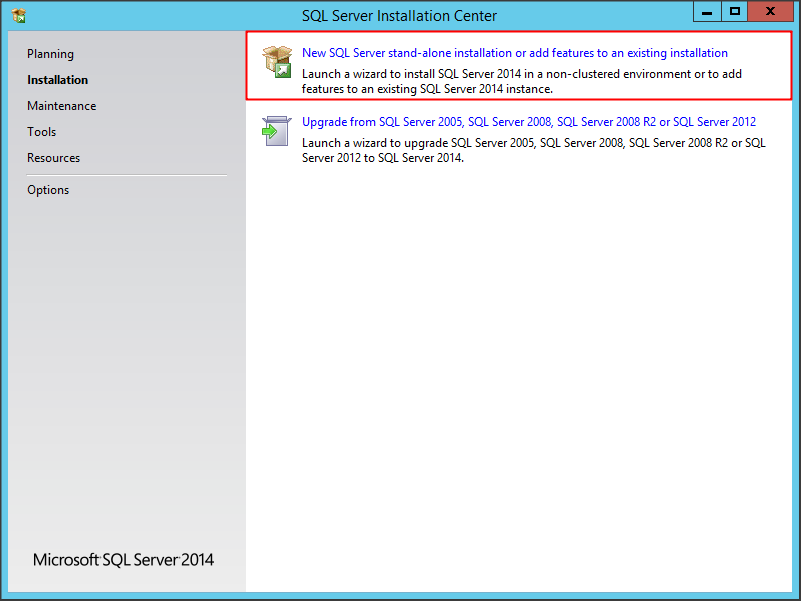 SQL Server Installation Center
Planning
Installation
Maintenance
Tools
Resources
Options
New SQL Server stand-alone installation or add features to an existing installation
Launch a wizard to install SQL Server 2014 in a non-clustered environment or to add
features to an existing SQL Server 2014 instance.
Upgrade from SQL Server 2005, SQL Server 2008, SQL Server 2008 R2 or SQL Server 2012
Launch a wizard to upgrade SQL Server 2005, SQL Server 2008, SQL Server 2008 R2 or SQL
Server 2012 to SQL Server 2014.
Microsoft SQL Server 2014